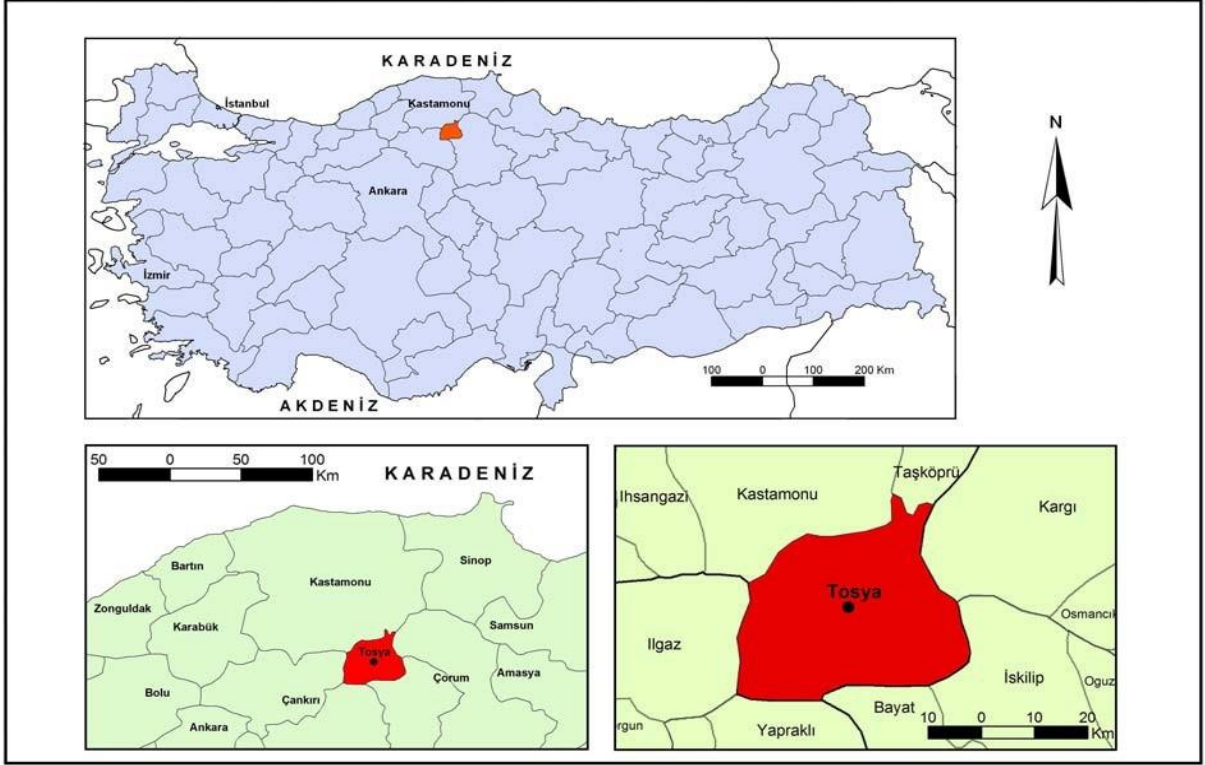 KARADENİZ
İstanbul
Kastamonu
Ankara
İzmir
AKDENİZ
100 0 100 200 Km
N
50 0 50 100
Km
KARADENİZ
Bartın
Sinop
Kastamonu
Zonguldak
Karabük
Samsun
Tosya
Amasya
Bolu
Çankırı
Çorum
Ankara
Taşköprü
Ihsangazi
Kastamonu
Kargı
Tosya
Osmancık
Ilgaz
İskilip
Oguz
rgun
Yapraklı
Bayat
10 0 10 20
Km